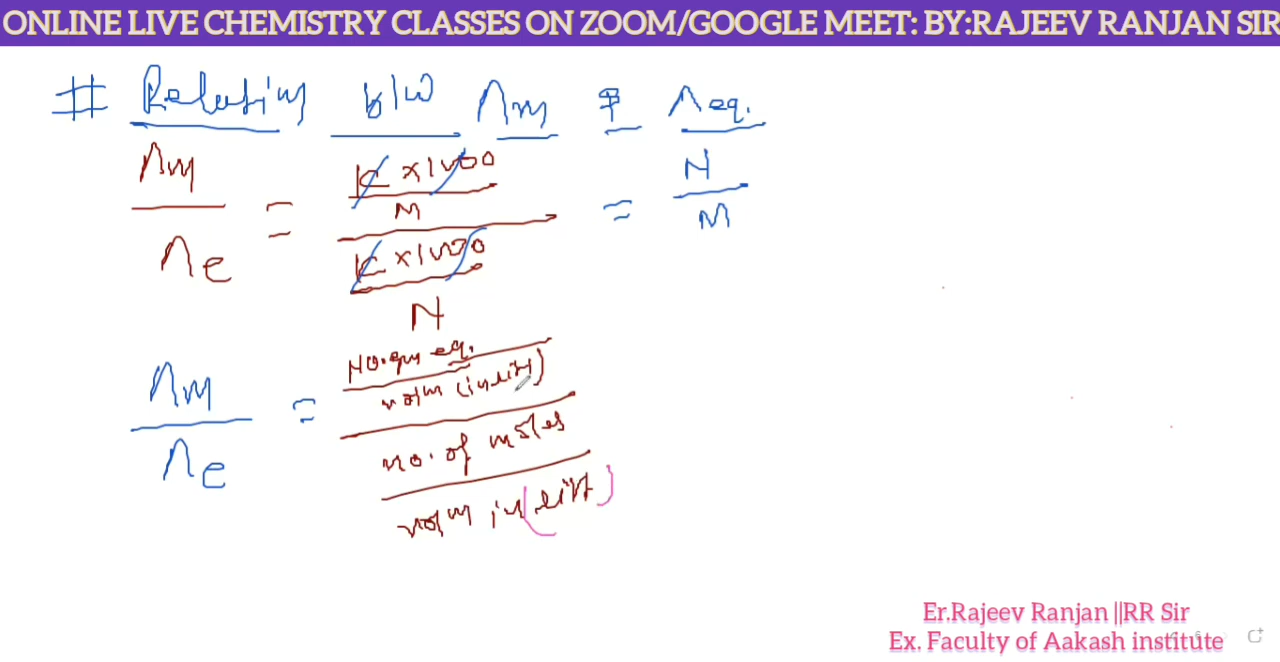 ONLINE LIVE CHEMISTRY CLASSES ON ZOOM/GOOGLE MEET: BY:RAJEEV RANJAN SIR
# Relation b/w Λm & Λeq.
Λm / Λe = (K × 1000 / M) / (K × 1000 / N) = N / M
Λm / Λe = (No. gm eq. / volm (in litr)) / (no. of moles / volm in (litr))
Er.Rajeev Ranjan ||RR Sir
Ex. Faculty of Aakash institute